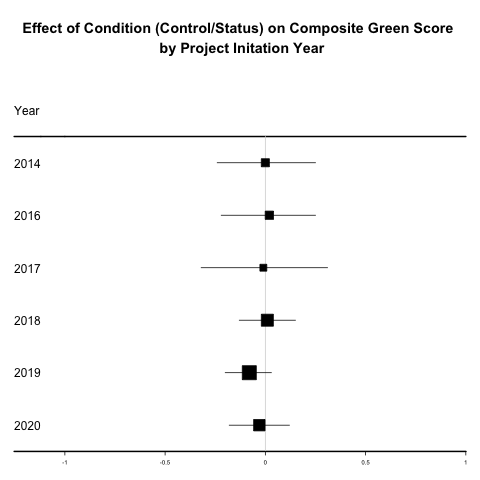 Effect of Condition (Control/Status) on Composite Green Score
by Project Initation Year
Year
2014
2016
2017
2018
2019
2020
-1 -0.5 0 0.5 1